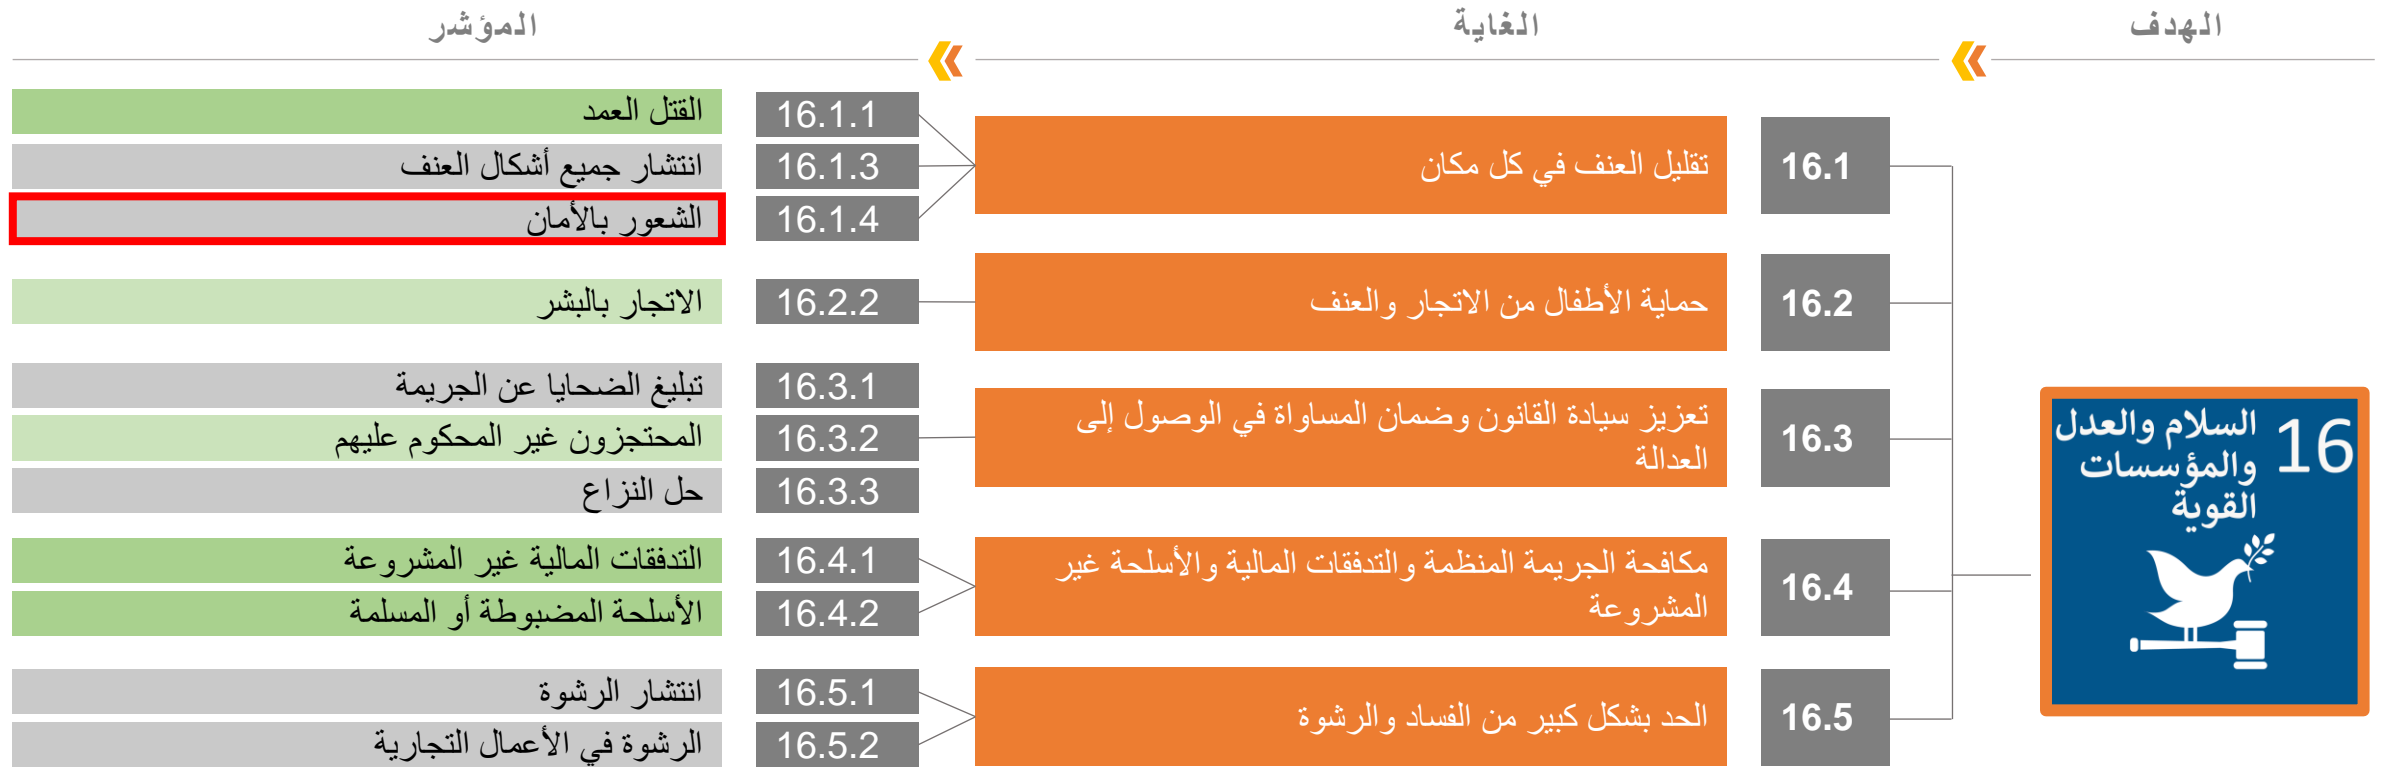 الهدف
الغاية
المؤشر
16 السلام والعدل
والمؤسسات
القوية
16.1
تقليل العنف في كل مكان
16.1.1
القتل العمد
16.1.3
انتشار جميع أشكال العنف
16.1.4
الشعور بالأمان
16.2
حماية الأطفال من الاتجار والعنف
16.2.2
الاتجار بالبشر
16.3
تعزيز سيادة القانون وضمان المساواة في الوصول إلى
العدالة
16.3.1
تبليغ الضحايا عن الجريمة
16.3.2
المحتجزون غير المحكوم عليهم
16.3.3
حل النزاع
16.4
مكافحة الجريمة المنظمة والتدفقات المالية والأسلحة غير
المشروعة
16.4.1
التدفقات المالية غير المشروعة
16.4.2
الأسلحة المضبوطة أو المسلمة
16.5
الحد بشكل كبير من الفساد والرشوة
16.5.1
انتشار الرشوة
16.5.2
الرشوة في الأعمال التجارية